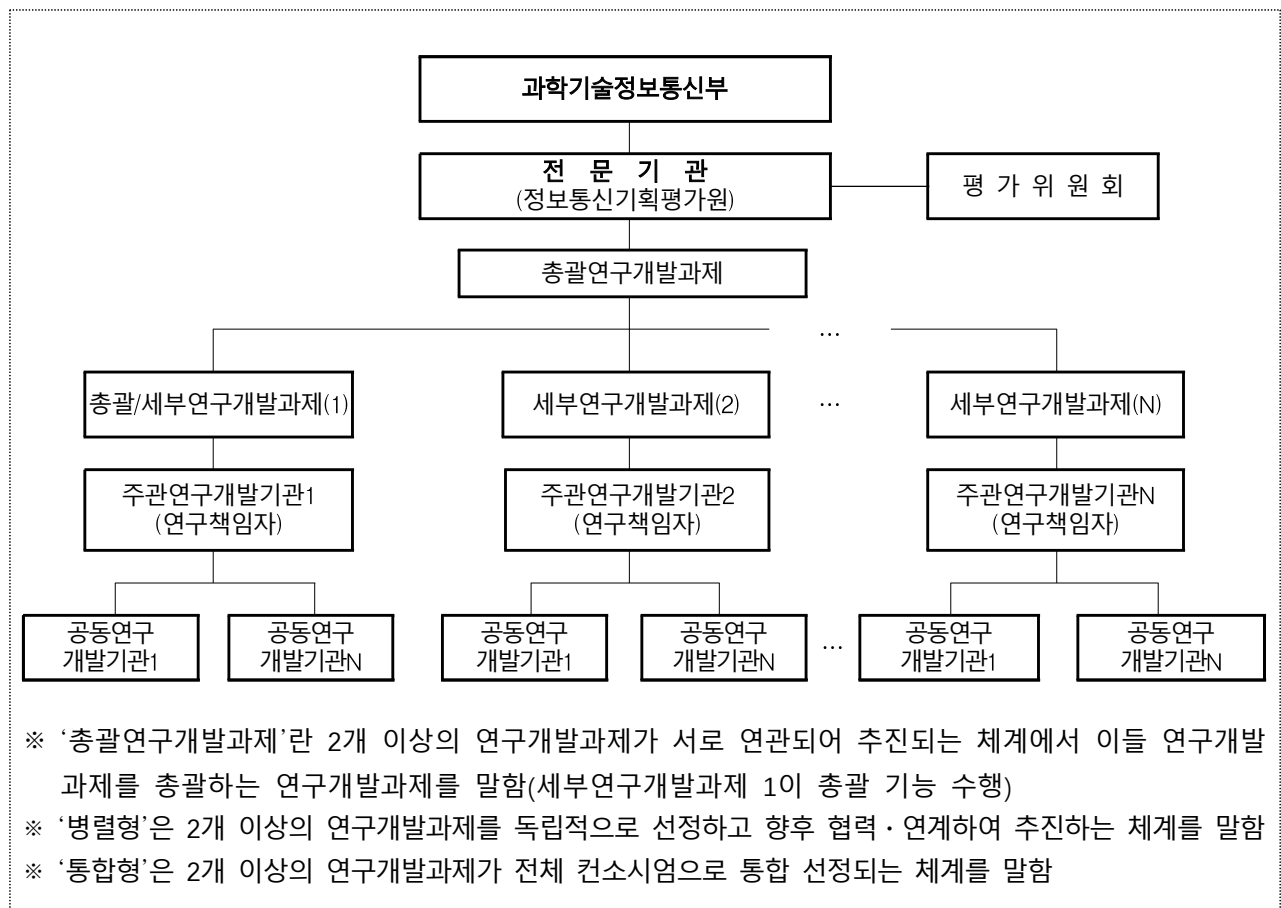 과학기술정보통신부
전 문 기 관
(정보통신기획평가원)
평 가 위 원 회
총괄연구개발과제
…
총괄/세부연구개발과제(1)
세부연구개발과제(2)
…
세부연구개발과제(N)
주관연구개발기관1
(연구책임자)
주관연구개발기관2
(연구책임자)
주관연구개발기관N
(연구책임자)
공동연구
개발기관1
공동연구
개발기관N
공동연구
개발기관1
공동연구
개발기관N
…
공동연구
개발기관1
공동연구
개발기관N
※ ‘총괄연구개발과제’란 2개 이상의 연구개발과제가 서로 연관되어 추진되는 체계에서 이들 연구개발
과제를 총괄하는 연구개발과제를 말함(세부연구개발과제 1이 총괄 기능 수행)
※ ‘병렬형’은 2개 이상의 연구개발과제를 독립적으로 선정하고 향후 협력·연계하여 추진하는 체계를 말함
※ ‘통합형’은 2개 이상의 연구개발과제가 전체 컨소시엄으로 통합 선정되는 체계를 말함